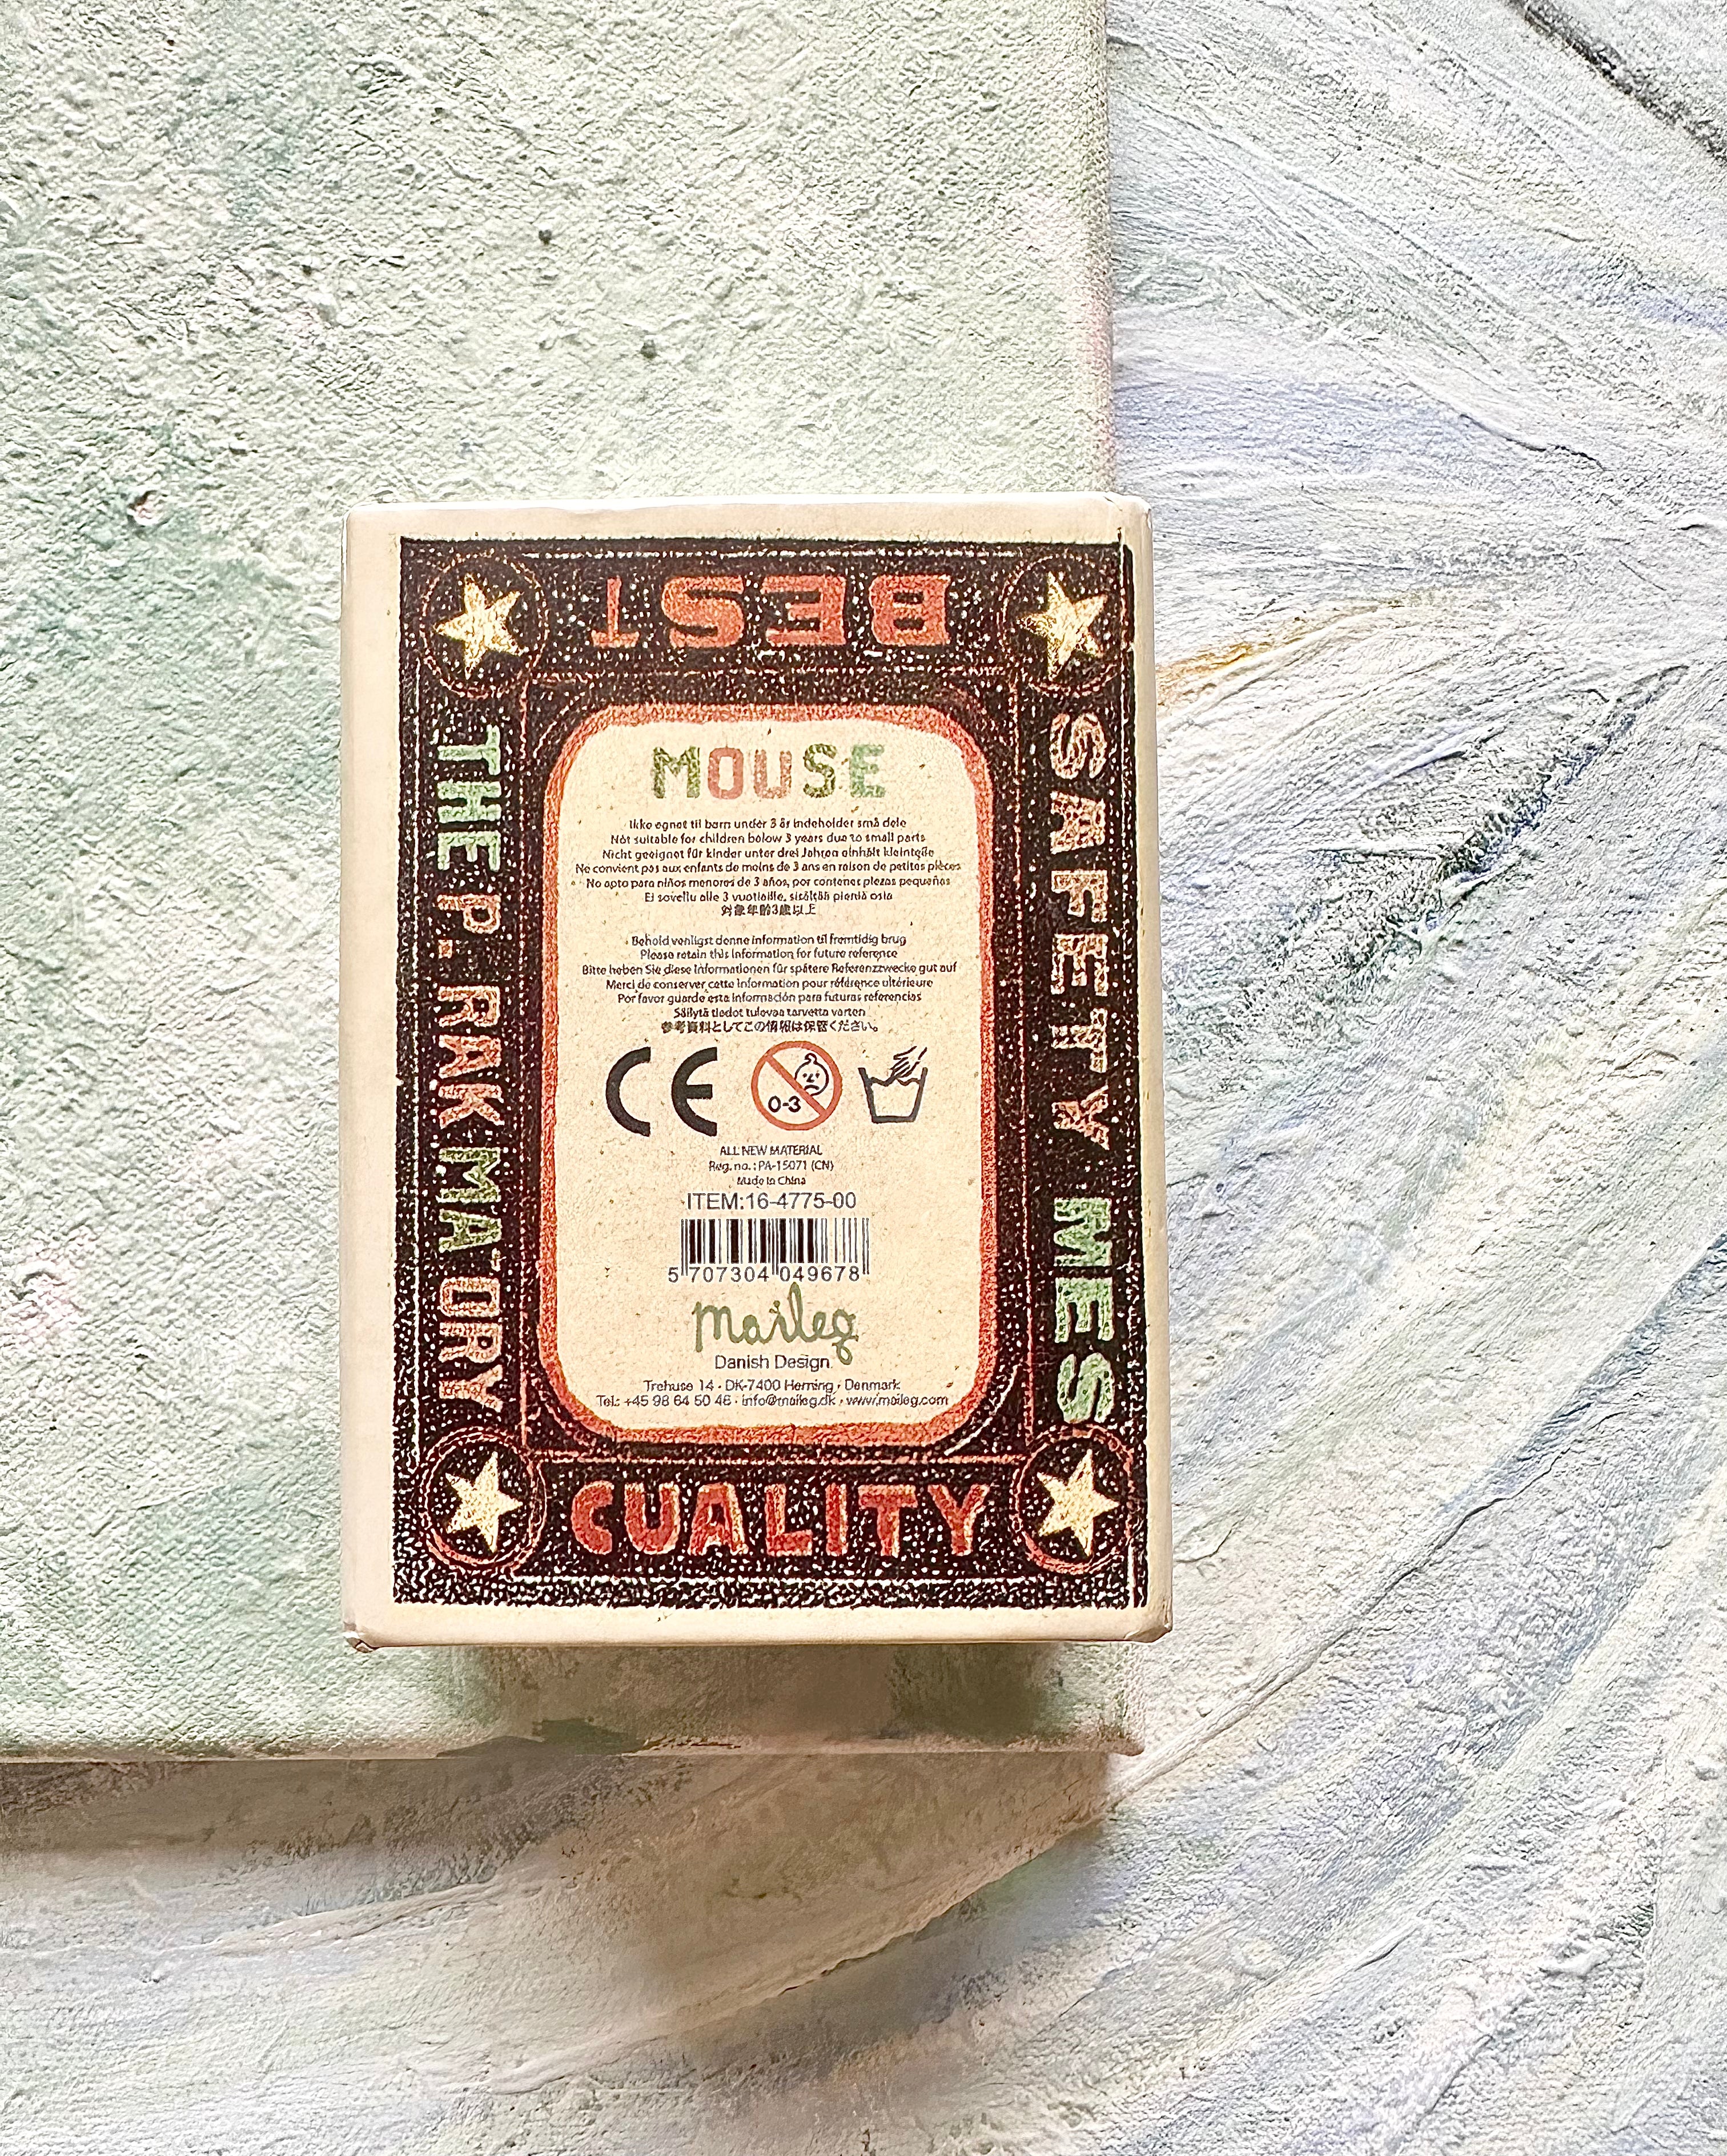 BEST
THE P. RAKMATORY
SAFETY MES
MOUSE
Ikke egnet til barn under 3 år indeholder små dele
Not suitable for children below 3 years due to small parts
Nicht geeignet für kinder unter drei Jahren einhält kleinteile
Ne convient pas aux enfants de moins de 3 ans en raison de petites pièces
No apto para niños menores de 3 años, por contener piezas pequeñas
Ei sovellu alle 3 vuotiaille, sisältää pieniä osia
対象年齢3歳以上
Behold venligst denne information til fremtidig brug
Please retain this information for future reference
Bitte heben Sie diese Informationen für spätere Referenzzwecke gut auf
Merci de conserver cette information pour référence ultérieure
Por favor guarde esta información para futuras referencias
Säilytä tiedot tulevaa tarvetta varten
参考資料としてこの情報は保管ください。
CE
0-3
ALL NEW MATERIAL
Reg. no.: PA-15071 (CN)
Made in China
ITEM:16-4775-00
5 707304 049678
maileg
Danish Design
Trehuse 14 · DK-7400 Herning · Denmark
Tel: +45 98 64 50 46 · info@maileg.dk · www.maileg.com
CUALITY